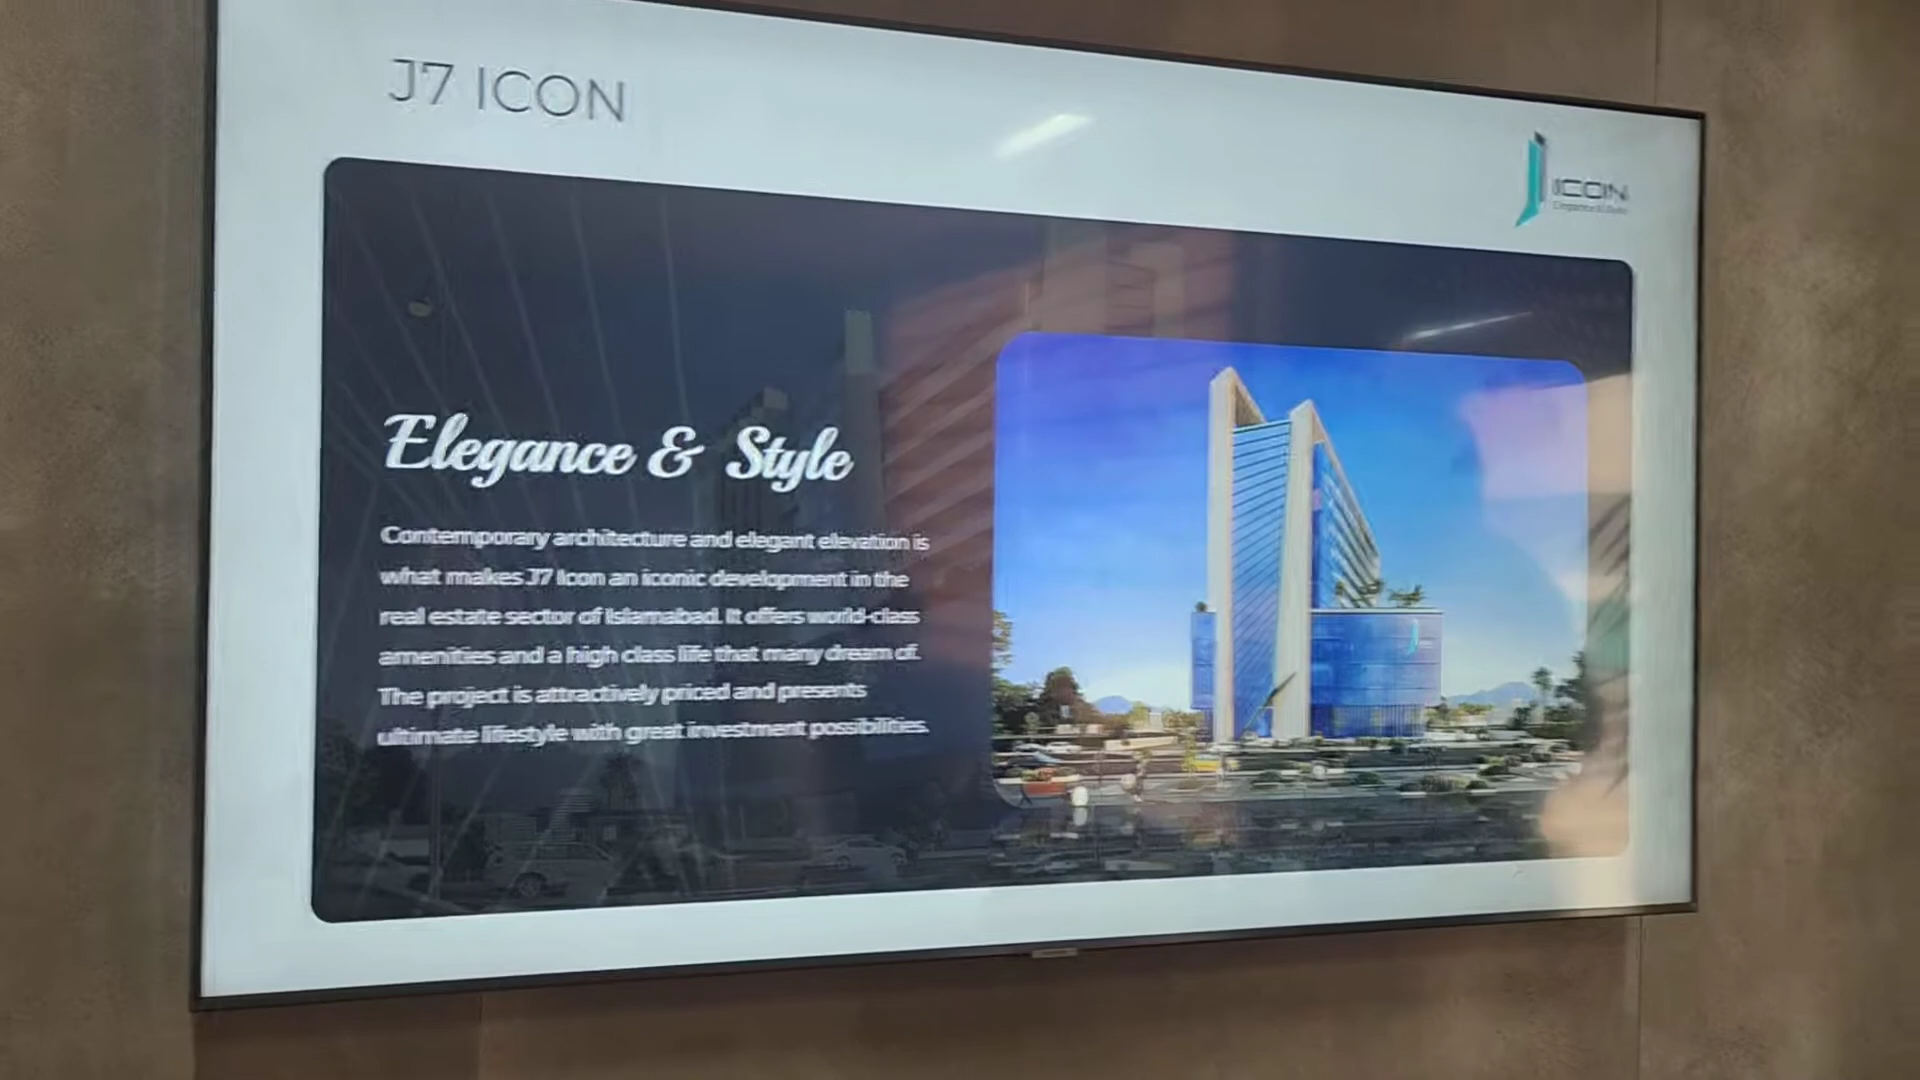 J7 ICON
ICON
Elegance & Style
Elegance & Style
Contemporary architecture and elegant elevation is
what makes J7 Icon an iconic development in the
real estate sector of Islamabad. It offers world-class
amenities and a high class life that many dream of.
The project is attractively priced and presents
ultimate lifestyle with great investment possibilities.